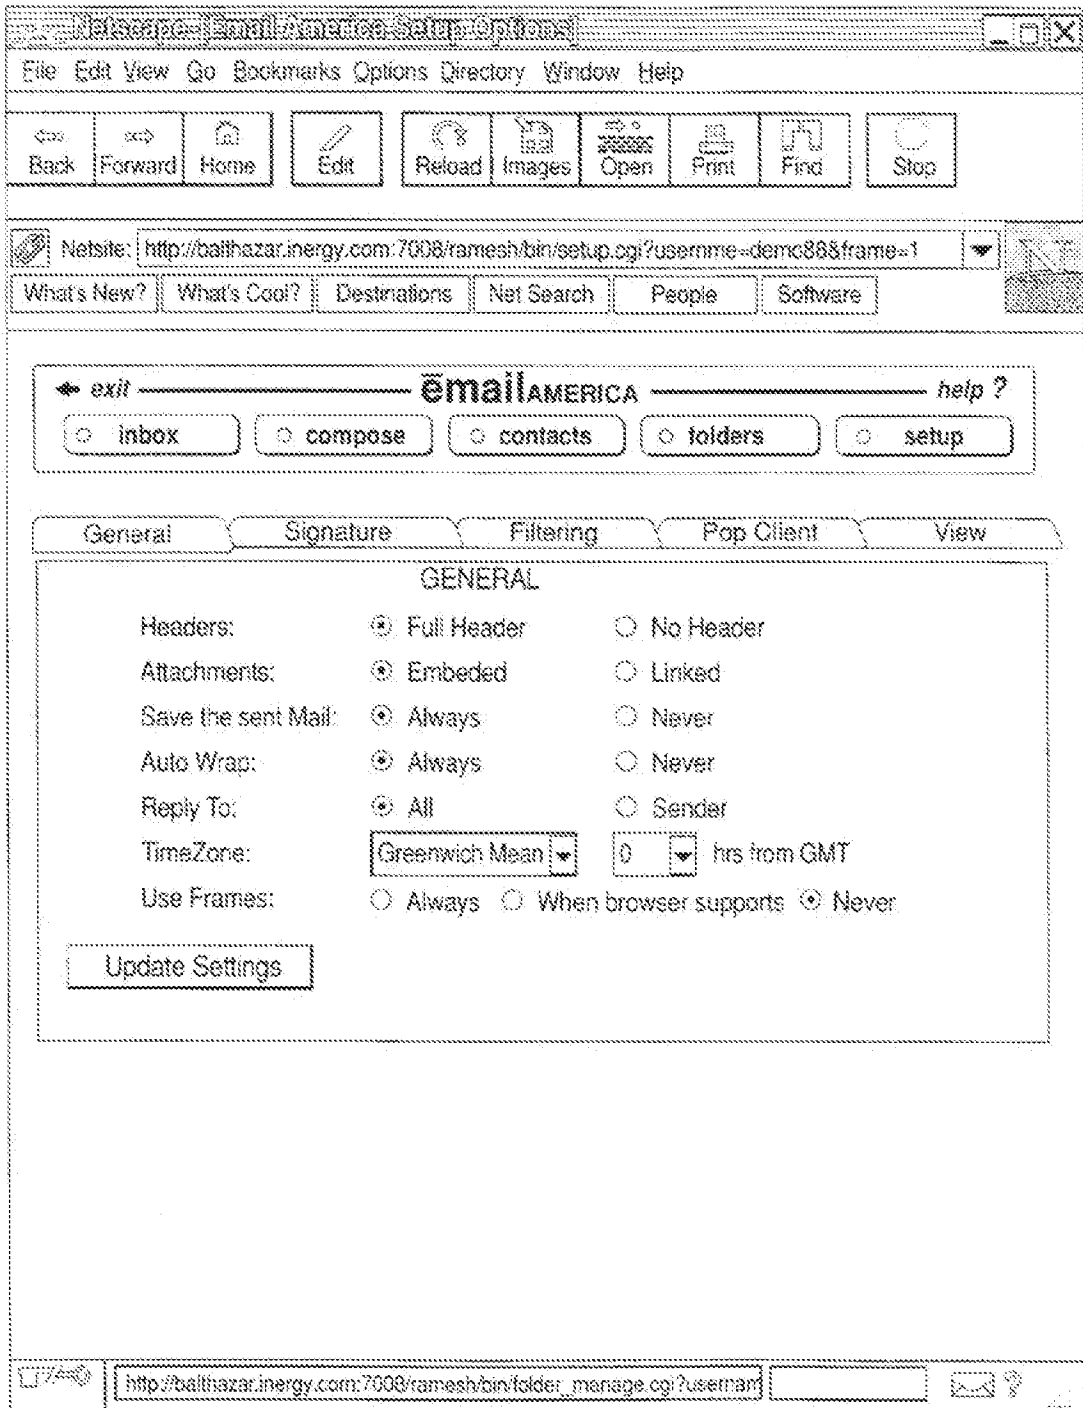 Netscape-[Email America Setup Options]
File Edit View Go Bookmarks Options Directory Window Help
Back Forward Home Edit Reload Images Open Print Find Stop
Netsite: http://balthazar.inergy.com:7008/ramesh/bin/setup.cgi?usernme=demo88&frame=1
What's New? What's Cool? Destinations Net Search People Software
exit ēmailAMERICA help ?
inbox compose contacts folders setup
General Signature Filtering Pop Client View
GENERAL
Headers: Full Header No Header
Attachments: Embeded Linked
Save the sent Mail: Always Never
Auto Wrap: Always Never
Reply To: All Sender
TimeZone: Greenwich Mean 0 hrs from GMT
Use Frames: Always When browser supports Never
Update Settings
http://balthazar.inergy.com:7008/ramesh/bin/folder_manage.cgi?usernam